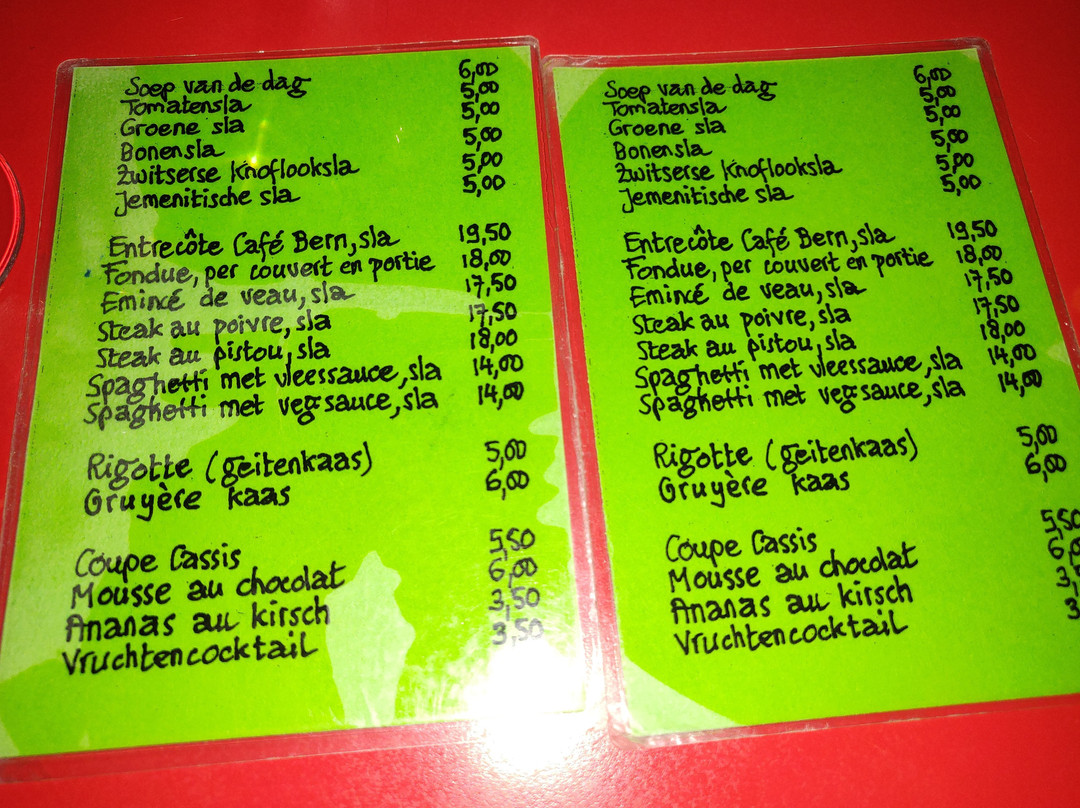 Soep van de dag 6,00
Tomatensla 5,00
Groene sla 5,00
Bonensla 5,00
Zwitserse knoflooksla 5,00
Jemenitische sla 5,00
Entrecôte Café Bern, sla 19,50
Fondue, per couvert en portie 18,00
Emincé de veau, sla 17,50
Steak au poivre, sla 17,50
Steak au pistou, sla 18,00
Spaghetti met vleessauce, sla 14,00
Spaghetti met veg sauce, sla 14,00
Rigotte (geitenkaas) 5,00
Gruyère kaas 6,00
Coupe Cassis 5,50
Mousse au chocolat 6,00
Ananas au kirsch 3,50
Vruchtencocktail 3,50
Soep van de dag 6,00
Tomatensla 5,00
Groene sla 5,00
Bonensla 5,00
Zwitserse knoflooksla 5,00
Jemenitische sla 5,00
Entrecôte Café Bern, sla 19,50
Fondue, per couvert en portie 18,00
Emincé de veau, sla 17,50
Steak au poivre, sla 17,50
Steak au pistou, sla 18,00
Spaghetti met vleessauce, sla 14,00
Spaghetti met veg sauce, sla 14,00
Rigotte (geitenkaas) 5,00
Gruyère kaas 6,00
Coupe Cassis 5,50
Mousse au chocolat
Ananas au kirsch
Vruchtencocktail